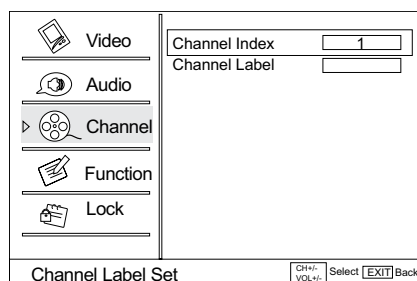 Video
Audio
Channel
Function
Lock
Channel Index 1
Channel Label
Channel Label Set
CH+/-
VOL+/- Select EXIT Back